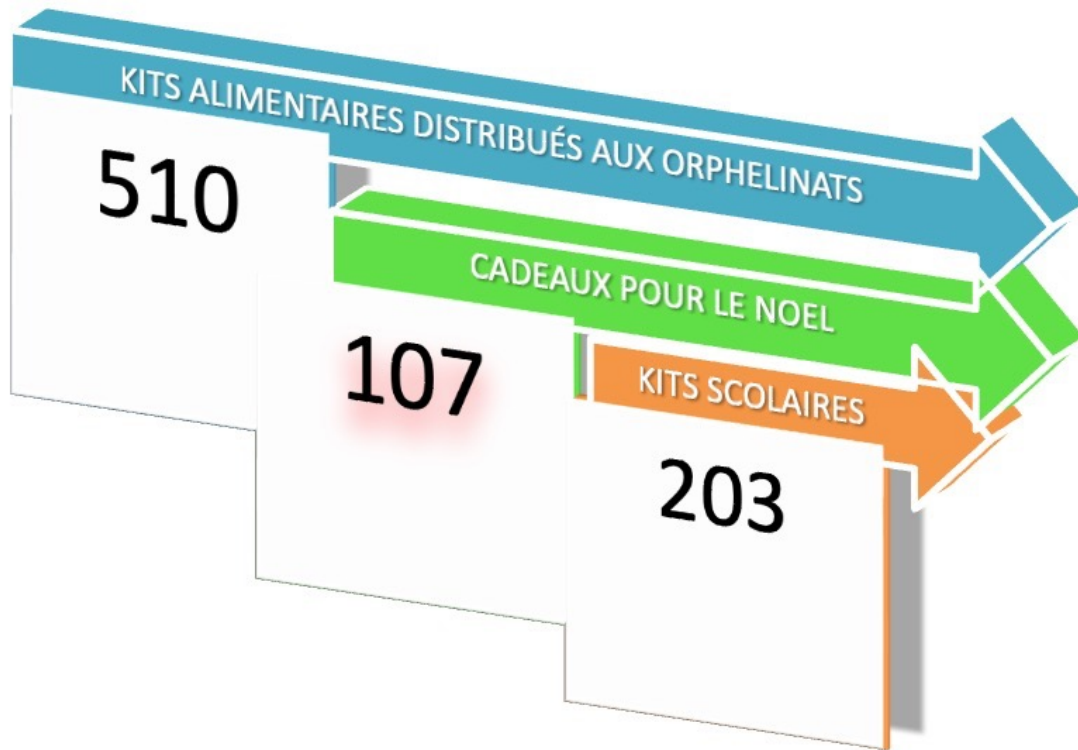 KITS ALIMENTAIRES DISTRIBUÉS AUX ORPHELINATS
510
CADEAUX POUR LE NOEL
107
KITS SCOLAIRES
203